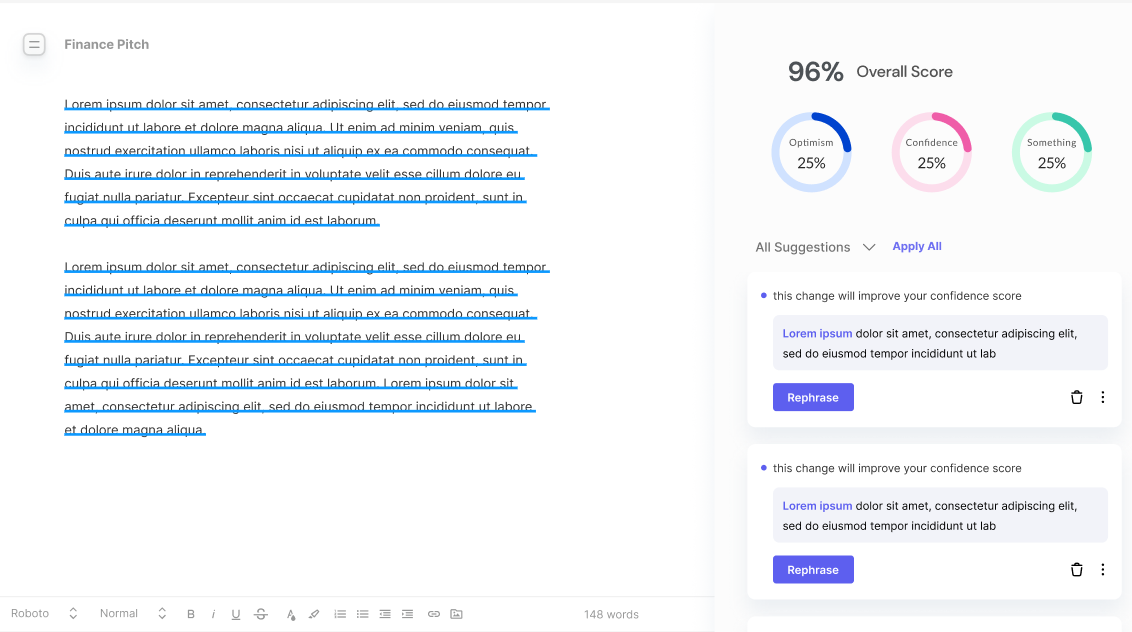 Finance Pitch
Lorem ipsum dolor sit amet, consectetur adipiscing elit, sed do eiusmod tempor
incididunt ut labore et dolore magna aliqua. Ut enim ad minim veniam, quis
nostrud exercitation ullamco laboris nisi ut aliquip ex ea commodo consequat.
Duis aute irure dolor in reprehenderit in voluptate velit esse cillum dolore eu
fugiat nulla pariatur. Excepteur sint occaecat cupidatat non proident, sunt in
culpa qui officia deserunt mollit anim id est laborum.
Lorem ipsum dolor sit amet, consectetur adipiscing elit, sed do eiusmod tempor
incididunt ut labore et dolore magna aliqua. Ut enim ad minim veniam, quis
nostrud exercitation ullamco laboris nisi ut aliquip ex ea commodo consequat.
Duis aute irure dolor in reprehenderit in voluptate velit esse cillum dolore eu
fugiat nulla pariatur. Excepteur sint occaecat cupidatat non proident, sunt in
culpa qui officia deserunt mollit anim id est laborum. Lorem ipsum dolor sit
amet, consectetur adipiscing elit, sed do eiusmod tempor incididunt ut labore
et dolore magna aliqua.
Roboto Normal B i U S A 148 words
96% Overall Score
Optimism
25%
Confidence
25%
Something
25%
All Suggestions Apply All
this change will improve your confidence score
Lorem ipsum dolor sit amet, consectetur adipiscing elit,
sed do eiusmod tempor incididunt ut lab
Rephrase
this change will improve your confidence score
Lorem ipsum dolor sit amet, consectetur adipiscing elit,
sed do eiusmod tempor incididunt ut lab
Rephrase